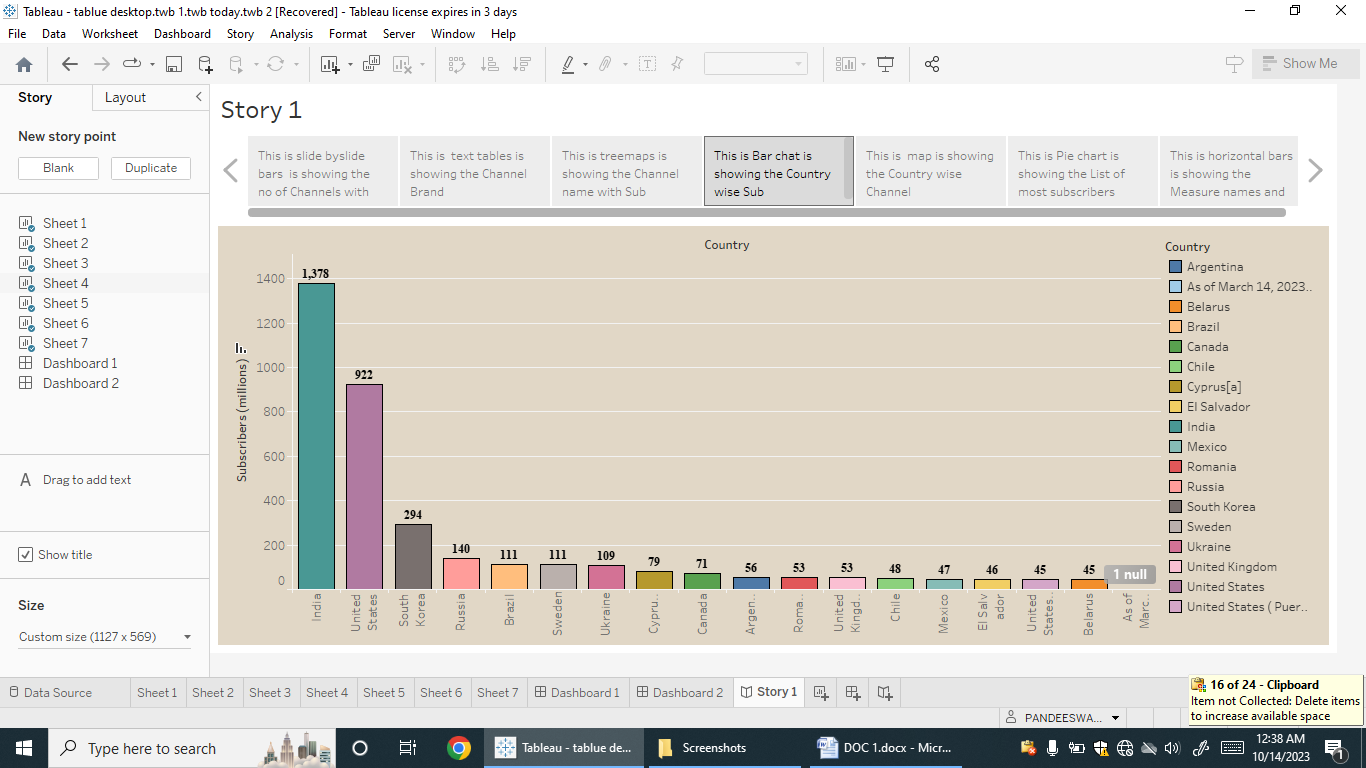 Tableau - tablue desktop.twb 1.twb today.twb 2 [Recovered] - Tableau license expires in 3 days
File Data Worksheet Dashboard Story Analysis Format Server Window Help
Show Me
Story Layout
New story point
Blank Duplicate
Sheet 1
Sheet 2
Sheet 3
Sheet 4
Sheet 5
Sheet 6
Sheet 7
Dashboard 1
Dashboard 2
A Drag to add text
Show title
Size
Custom size (1127 x 569)
Story 1
This is slide byslide
bars is showing the
no of Channels with
This is text tables is
showing the Channel
Brand
This is treemaps is
showing the Channel
name with Sub
This is Bar chat is
showing the Country
wise Sub
This is map is showing
the Country wise
Channel
This is Pie chart is
showing the List of
most subscribers
This is horizontal bars
is showing the
Measure names and
Country
Subscribers (millions)
1400
1200
1000
800
600
400
200
0
1,378
922
294
140
111
111
109
79
71
56
53
53
48
47
46
45
45
1 null
India
United
States
South
Korea
Russia
Brazil
Sweden
Ukraine
Cypru..
Canada
Argen..
Roma..
United
Kingd..
Chile
Mexico
El Salv
ador
United
States..
Belarus
As of
Marc..
Country
Argentina
As of March 14, 2023..
Belarus
Brazil
Canada
Chile
Cyprus[a]
El Salvador
India
Mexico
Romania
Russia
South Korea
Sweden
Ukraine
United Kingdom
United States
United States ( Puer..
Data Source Sheet 1 Sheet 2 Sheet 3 Sheet 4 Sheet 5 Sheet 6 Sheet 7 Dashboard 1 Dashboard 2 Story 1
16 of 24 - Clipboard
Item not Collected: Delete items
to increase available space
PANDEESWA...
Type here to search
Tableau - tablue de...
Screenshots
DOC 1.docx - Micr...
12:38 AM
10/14/2023
1